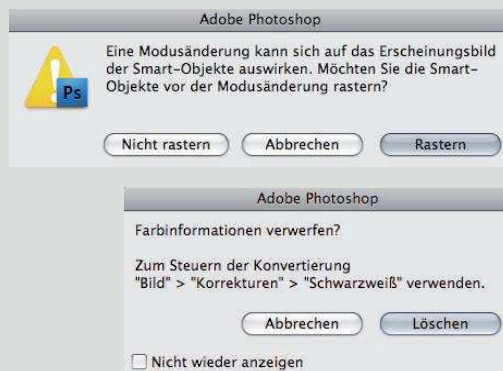 Adobe Photoshop
Eine Modusänderung kann sich auf das Erscheinungsbild
der Smart-Objekte auswirken. Möchten Sie die Smart-
Objekte vor der Modusänderung rastern?
Ps
Nicht rastern Abbrechen Rastern
Adobe Photoshop
Farbinformationen verwerfen?
Zum Steuern der Konvertierung
"Bild" > "Korrekturen" > "Schwarzweiß" verwenden.
Abbrechen Löschen
Nicht wieder anzeigen